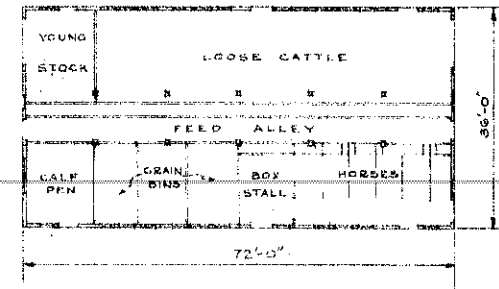 YOUNG
STOCK
LOOSE CATTLE
FEED ALLEY
CALF
PEN
GRAIN
BINS
BOX
STALL
HORSES
36'-0"
72'-0"